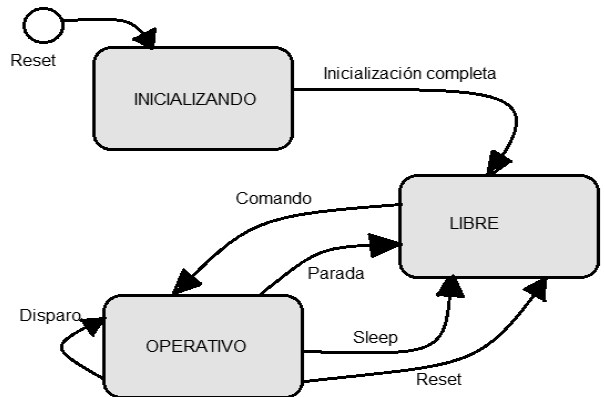 Reset
INICIALIZANDO
Inicialización completa
Comando
LIBRE
Parada
Disparo
OPERATIVO
Sleep
Reset